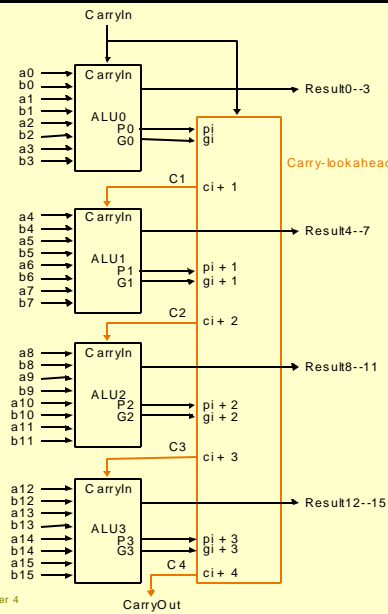 CarryIn
a0
b0
a1
b1
a2
b2
a3
b3
CarryIn
ALU0
P0
G0
pi
gi
Result0--3
Carry-lookahead
C1
ci + 1
a4
b4
a5
b5
a6
b6
a7
b7
CarryIn
ALU1
P1
G1
pi + 1
gi + 1
Result4--7
C2
ci + 2
a8
b8
a9
b9
a10
b10
a11
b11
CarryIn
ALU2
P2
G2
pi + 2
gi + 2
Result8--11
C3
ci + 3
a12
b12
a13
b13
a14
b14
a15
b15
CarryIn
ALU3
P3
G3
pi + 3
gi + 3
Result12--15
C4
ci + 4
CarryOut
er 4